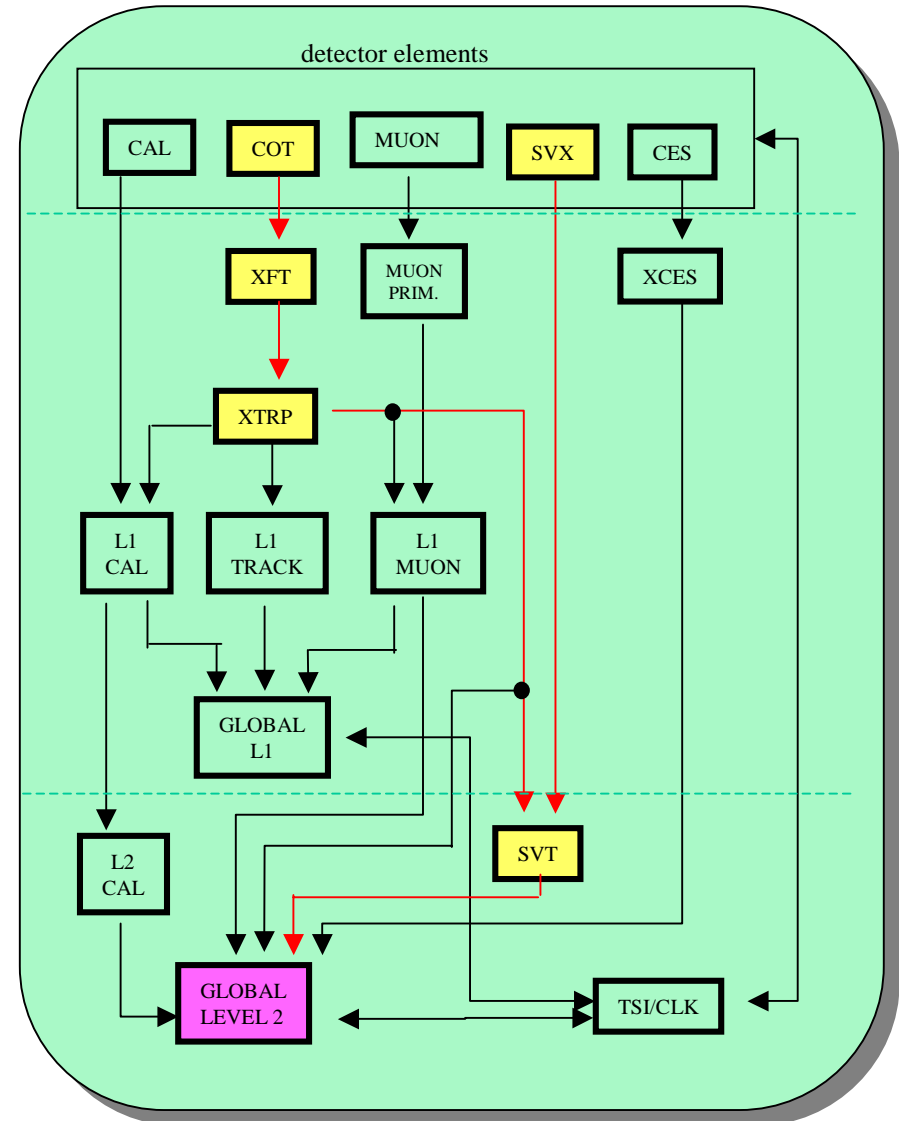 detector elements
CAL
COT
MUON
SVX
CES
XFT
MUON
PRIM.
XCES
XTRP
L1
CAL
L1
TRACK
L1
MUON
GLOBAL
L1
L2
CAL
SVT
GLOBAL
LEVEL 2
TSI/CLK